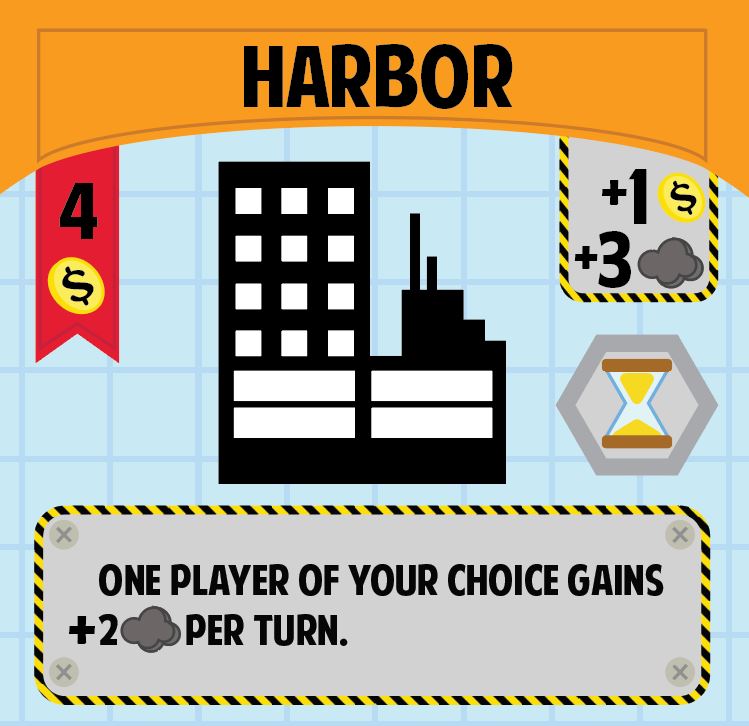 HARBOR
4
$
+1 $
+3
ONE PLAYER OF YOUR CHOICE GAINS
+2 PER TURN.